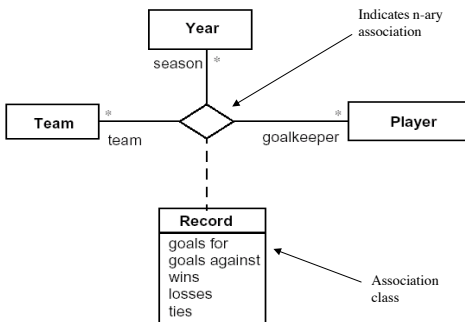 Indicates n-ary
association
Year
season *
* *
Team
team
goalkeeper
Player
Record
goals for
goals against
wins
losses
ties
Association
class